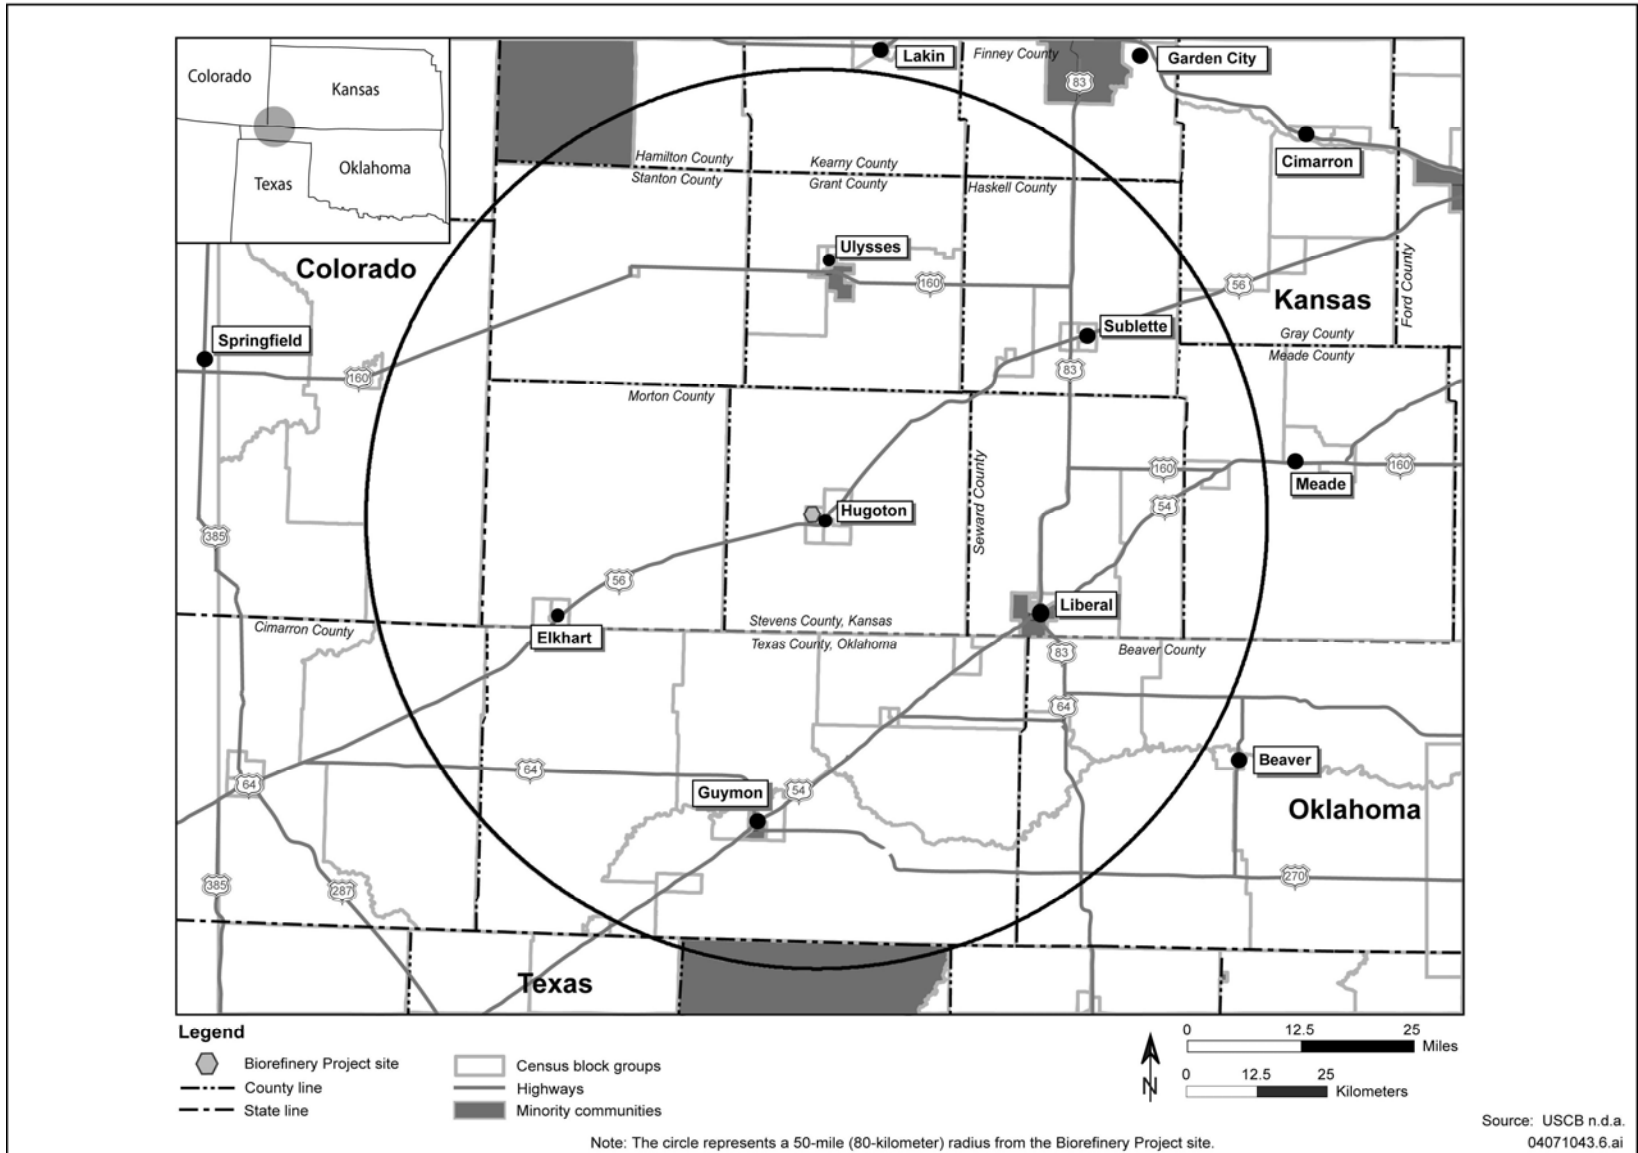 Colorado
Kansas
Oklahoma
Texas
Lakin
Finney County
Garden City
83
Cimarron
Hamilton County
Kearny County
Stanton County
Grant County
Haskell County
Ulysses
160
56
Colorado
Kansas
Ford County
Springfield
Sublette
Gray County
Meade County
160
83
Morton County
Seward County
160
160
Meade
54
Hugoton
385
56
Liberal
Cimarron County
Elkhart
Stevens County, Kansas
Texas County, Oklahoma
83
Beaver County
64
Beaver
64
64
Guymon
54
Oklahoma
385
287
270
Texas
Legend
Biorefinery Project site
County line
State line
Census block groups
Highways
Minority communities
N
0 12.5 25
Miles
0 12.5 25
Kilometers
Source: USCB n.d.a.
04071043.6.ai
Note: The circle represents a 50-mile (80-kilometer) radius from the Biorefinery Project site.